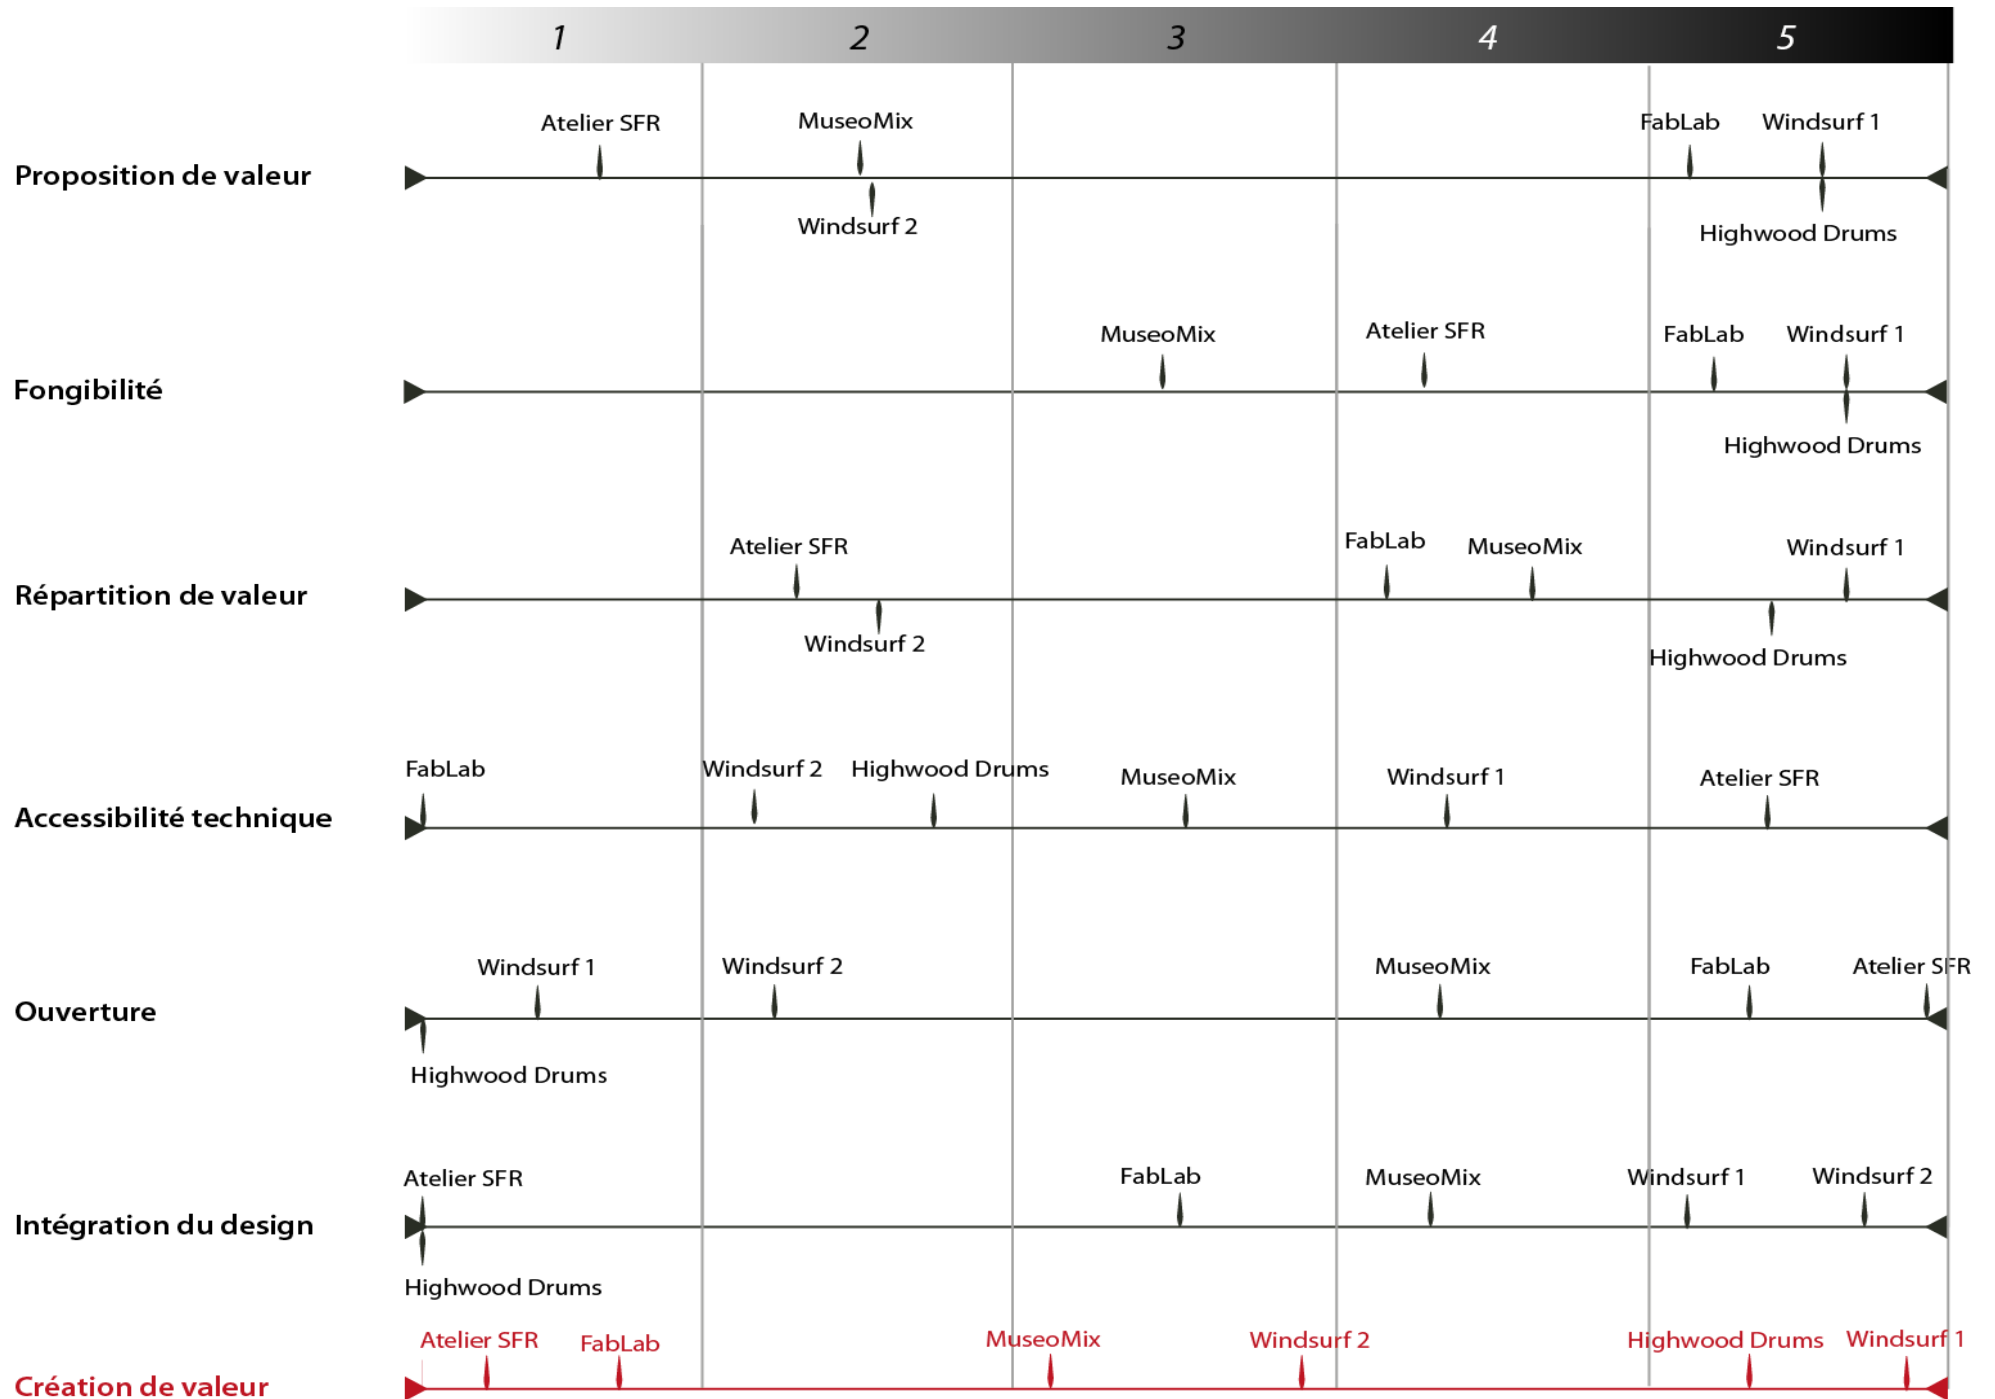 1 2 3 4 5
Atelier SFR MuseoMix FabLab Windsurf 1
Proposition de valeur
Windsurf 2 Highwood Drums
MuseoMix Atelier SFR FabLab Windsurf 1
Fongibilité
Highwood Drums
Atelier SFR FabLab MuseoMix Windsurf 1
Répartition de valeur
Windsurf 2 Highwood Drums
FabLab Windsurf 2 Highwood Drums MuseoMix Windsurf 1 Atelier SFR
Accessibilité technique
Windsurf 1 Windsurf 2 MuseoMix FabLab Atelier SFR
Ouverture
Highwood Drums
Atelier SFR FabLab MuseoMix Windsurf 1 Windsurf 2
Intégration du design
Highwood Drums
Atelier SFR FabLab MuseoMix Windsurf 2 Highwood Drums Windsurf 1
Création de valeur